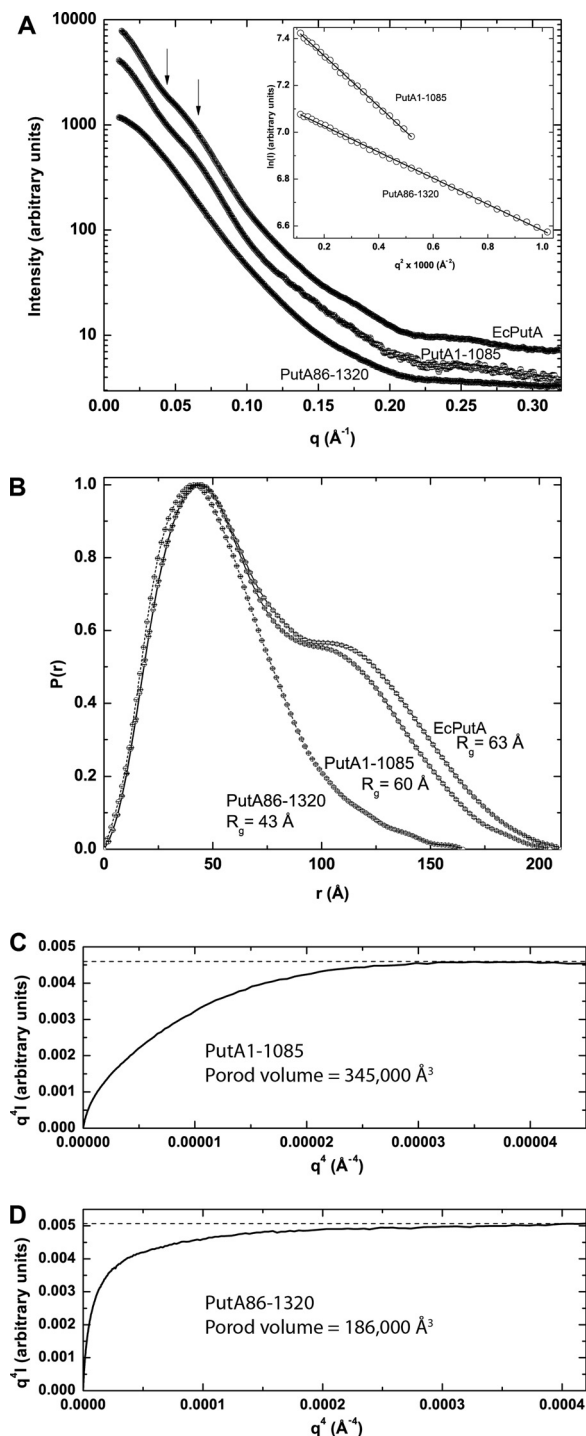 A
Intensity (arbitrary units)
10000
1000
100
10
0.00 0.05 0.10 0.15 0.20 0.25 0.30
q (Å⁻¹)
EcPutA
PutA1-1085
PutA86-1320
ln(I) (arbitrary units)
7.4
7.2
7.0
6.8
6.6
0.2 0.4 0.6 0.8 1.0
q² x 1000 (Å⁻²)
PutA1-1085
PutA86-1320
B
P(r)
1.0
0.8
0.6
0.4
0.2
0.0
0 50 100 150 200
r (Å)
EcPutA
Rg = 63 Å
PutA1-1085
Rg = 60 Å
PutA86-1320
Rg = 43 Å
C
q⁴I (arbitrary units)
0.005
0.004
0.003
0.002
0.001
0.000
0.00000 0.00001 0.00002 0.00003 0.00004
q⁴ (Å⁻⁴)
PutA1-1085
Porod volume = 345,000 Å³
D
q⁴I (arbitrary units)
0.005
0.004
0.003
0.002
0.001
0.000
0.0000 0.0001 0.0002 0.0003 0.0004
q⁴ (Å⁻⁴)
PutA86-1320
Porod volume = 186,000 Å³